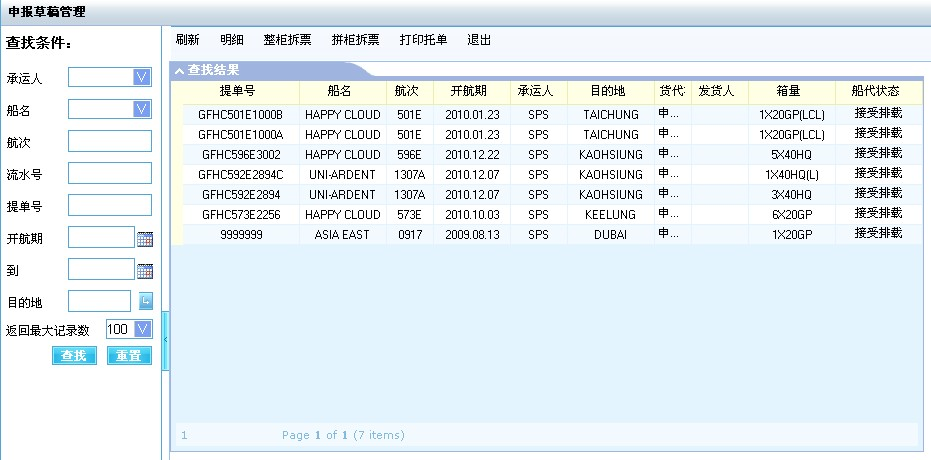 申报草稿管理
查找条件：
承运人
船名
航次
流水号
提单号
开航期
到
目的地
返回最大记录数 100
查找 重置
刷新 明细 整柜拆票 拼柜拆票 打印托单 退出
查找结果
提单号 船名 航次 开航期 承运人 目的地 货代 发货人 箱量 船代状态
GFHC501E1000B HAPPY CLOUD 501E 2010.01.23 SPS TAICHUNG 申... 1X20GP(LCL) 接受排载
GFHC501E1000A HAPPY CLOUD 501E 2010.01.23 SPS TAICHUNG 申... 1X20GP(LCL) 接受排载
GFHC596E3002 HAPPY CLOUD 596E 2010.12.22 SPS KAOHSIUNG 申... 5X40HQ 接受排载
GFHC592E2894C UNI-ARDENT 1307A 2010.12.07 SPS KAOHSIUNG 申... 1X40HQ(L) 接受排载
GFHC592E2894 UNI-ARDENT 1307A 2010.12.07 SPS KAOHSIUNG 申... 3X40HQ 接受排载
GFHC573E2256 HAPPY CLOUD 573E 2010.10.03 SPS KEELUNG 申... 6X20GP 接受排载
9999999 ASIA EAST 0917 2009.08.13 SPS DUBAI 申... 1X20GP 接受排载
1 Page 1 of 1 (7 items)